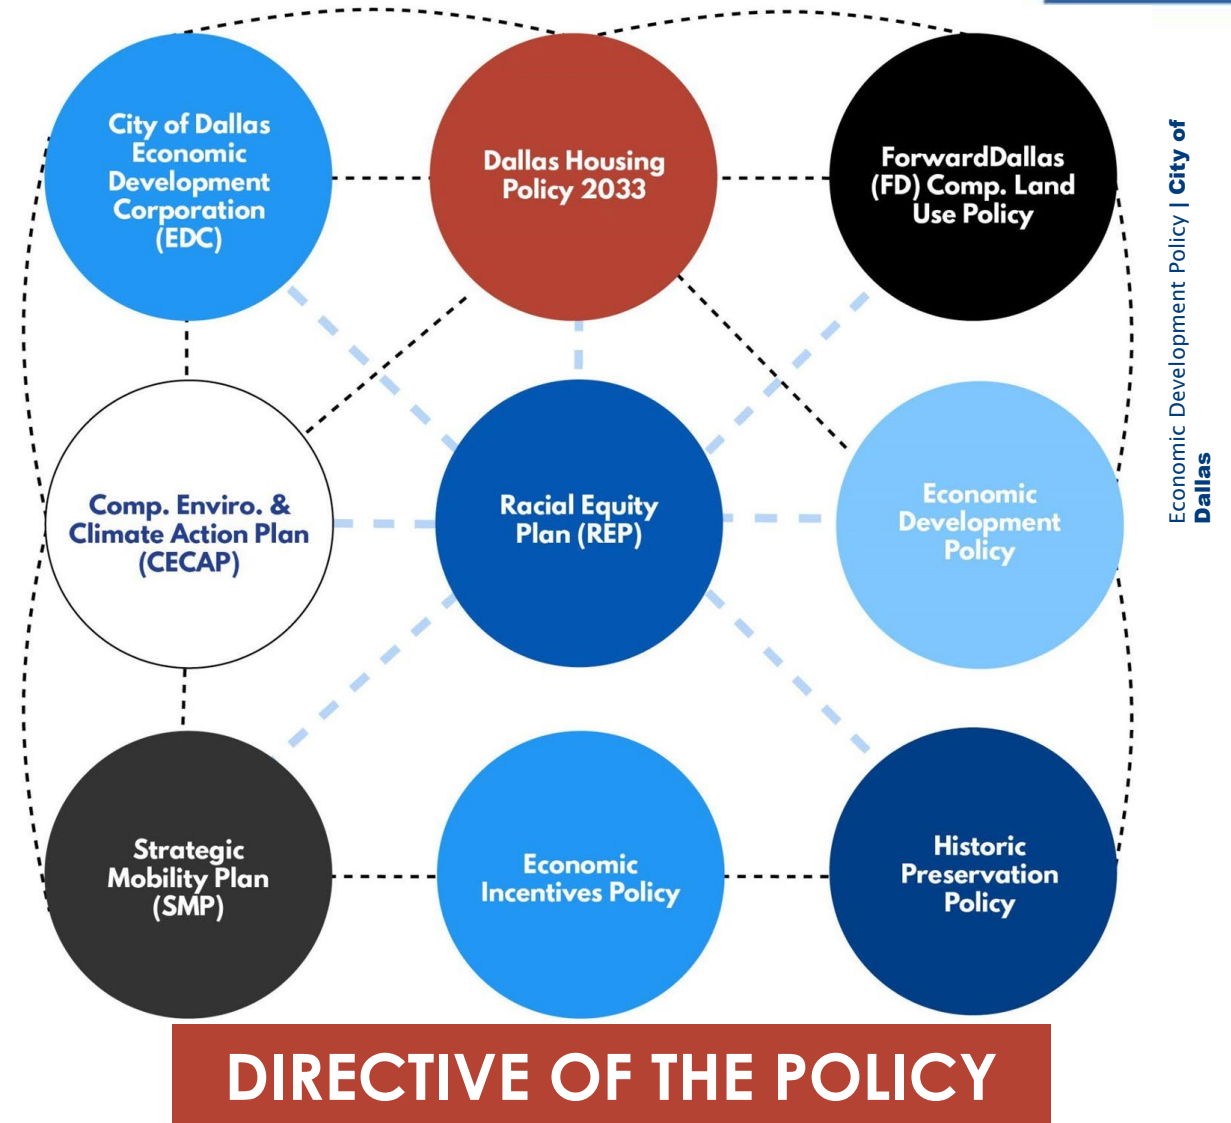 City of Dallas
Economic
Development
Corporation
(EDC)
Dallas Housing
Policy 2033
ForwardDallas
(FD) Comp. Land
Use Policy
Comp. Enviro. &
Climate Action Plan
(CECAP)
Racial Equity
Plan (REP)
Economic
Development
Policy
Strategic
Mobility Plan
(SMP)
Economic
Incentives Policy
Historic
Preservation
Policy
Economic Development Policy | City of
Dallas
DIRECTIVE OF THE POLICY